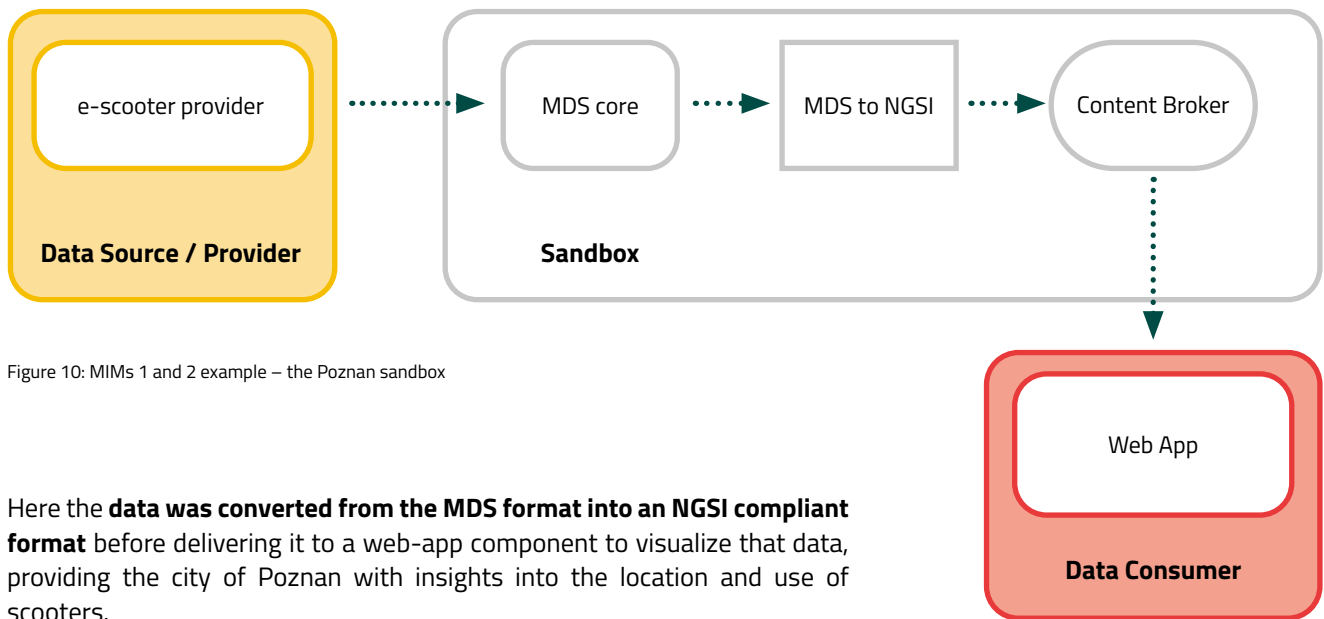 e-scooter provider
MDS core
MDS to NGSI
Content Broker
Data Source / Provider
Sandbox
Figure 10: MIMs 1 and 2 example – the Poznan sandbox
Web App
Data Consumer
Here the data was converted from the MDS format into an NGSI compliant
format before delivering it to a web-app component to visualize that data,
providing the city of Poznan with insights into the location and use of
scooters.